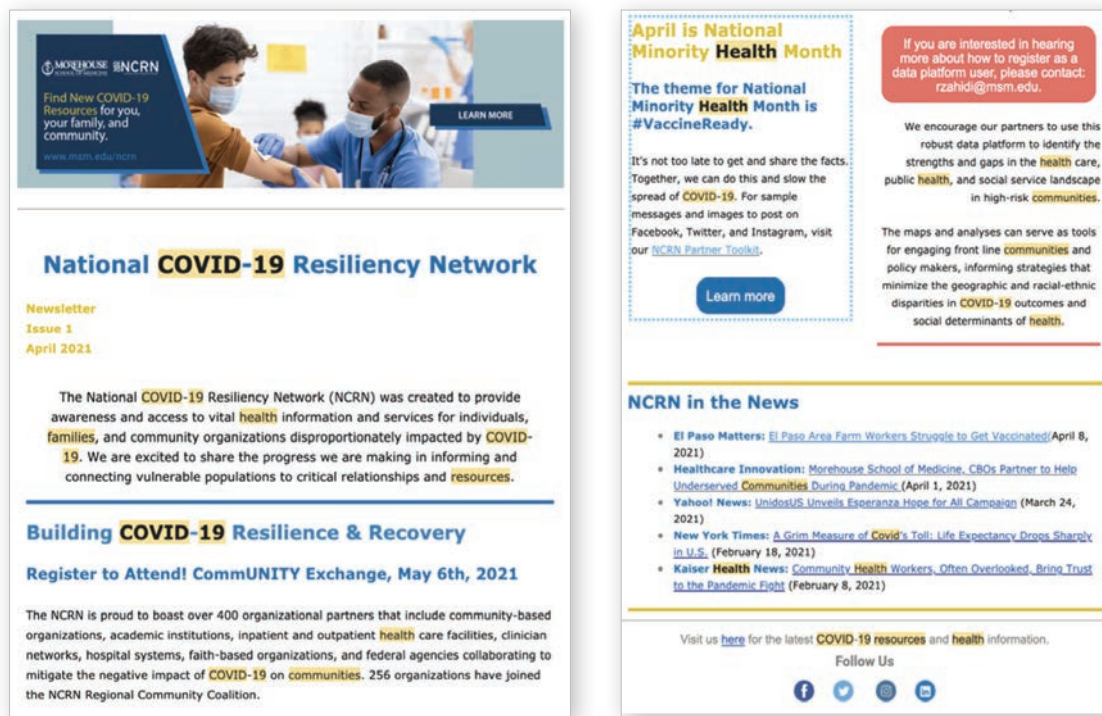 MOREHOUSE
SCHOOL OF MEDICINE
NCRN
Find New COVID-19
Resources for you,
your family, and
community.
www.msm.edu/ncrn
LEARN MORE
National COVID-19 Resiliency Network
Newsletter
Issue 1
April 2021
The National COVID-19 Resiliency Network (NCRN) was created to provide
awareness and access to vital health information and services for individuals,
families, and community organizations disproportionately impacted by COVID-
19. We are excited to share the progress we are making in informing and
connecting vulnerable populations to critical relationships and resources.
Building COVID-19 Resilience & Recovery
Register to Attend! CommUNITY Exchange, May 6th, 2021
The NCRN is proud to boast over 400 organizational partners that include community-based
organizations, academic institutions, inpatient and outpatient health care facilities, clinician
networks, hospital systems, faith-based organizations, and federal agencies collaborating to
mitigate the negative impact of COVID-19 on communities. 256 organizations have joined
the NCRN Regional Community Coalition.
April is National
Minority Health Month
The theme for National
Minority Health Month is
#VaccineReady.
It's not too late to get and share the facts.
Together, we can do this and slow the
spread of COVID-19. For sample
messages and images to post on
Facebook, Twitter, and Instagram, visit
our NCRN Partner Toolkit.
Learn more
If you are interested in hearing
more about how to register as a
data platform user, please contact:
rzahidi@msm.edu.
We encourage our partners to use this
robust data platform to identify the
strengths and gaps in the health care,
public health, and social service landscape
in high-risk communities.
The maps and analyses can serve as tools
for engaging front line communities and
policy makers, informing strategies that
minimize the geographic and racial-ethnic
disparities in COVID-19 outcomes and
social determinants of health.
NCRN in the News
El Paso Matters: El Paso Area Farm Workers Struggle to Get Vaccinated(April 8,
2021)
Healthcare Innovation: Morehouse School of Medicine, CBOs Partner to Help
Underserved Communities During Pandemic (April 1, 2021)
Yahoo! News: UnidosUS Unveils Esperanza Hope for All Campaign (March 24,
2021)
New York Times: A Grim Measure of Covid's Toll: Life Expectancy Drops Sharply
in U.S. (February 18, 2021)
Kaiser Health News: Community Health Workers, Often Overlooked, Bring Trust
to the Pandemic Fight (February 8, 2021)
Visit us here for the latest COVID-19 resources and health information.
Follow Us